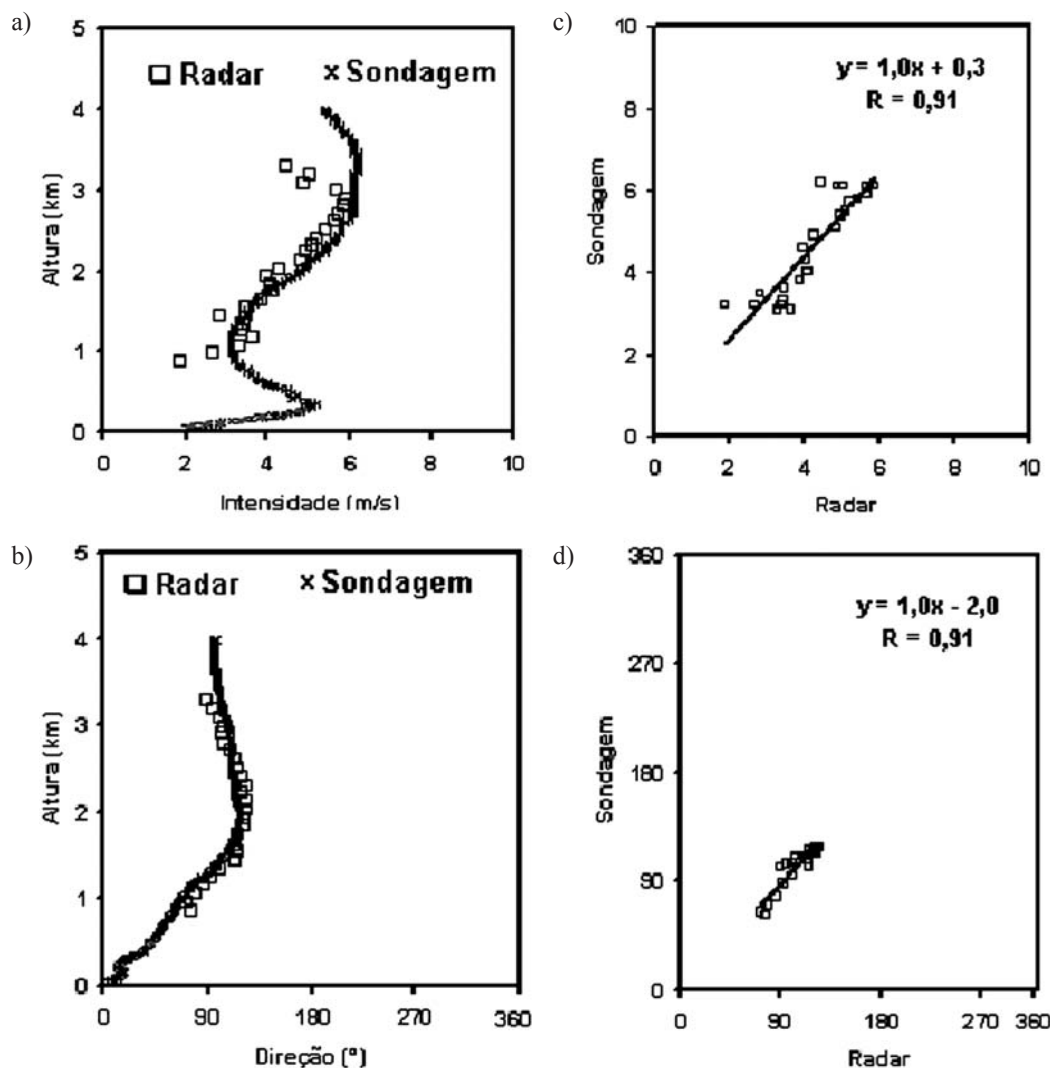 a)
5
4
3
2
1
0
Altura (km)
□ Radar × Sondagem
0 2 4 6 8 10
Intensidade (m/s)
c)
10
8
6
4
2
0
Sondagem
y = 1,0x + 0,3
R = 0,91
0 2 4 6 8 10
Radar
b)
5
4
3
2
1
0
Altura (km)
□ Radar × Sondagem
0 90 180 270 360
Direção (°)
d)
360
270
180
90
0
Sondagem
y = 1,0x - 2,0
R = 0,91
0 90 180 270 360
Radar